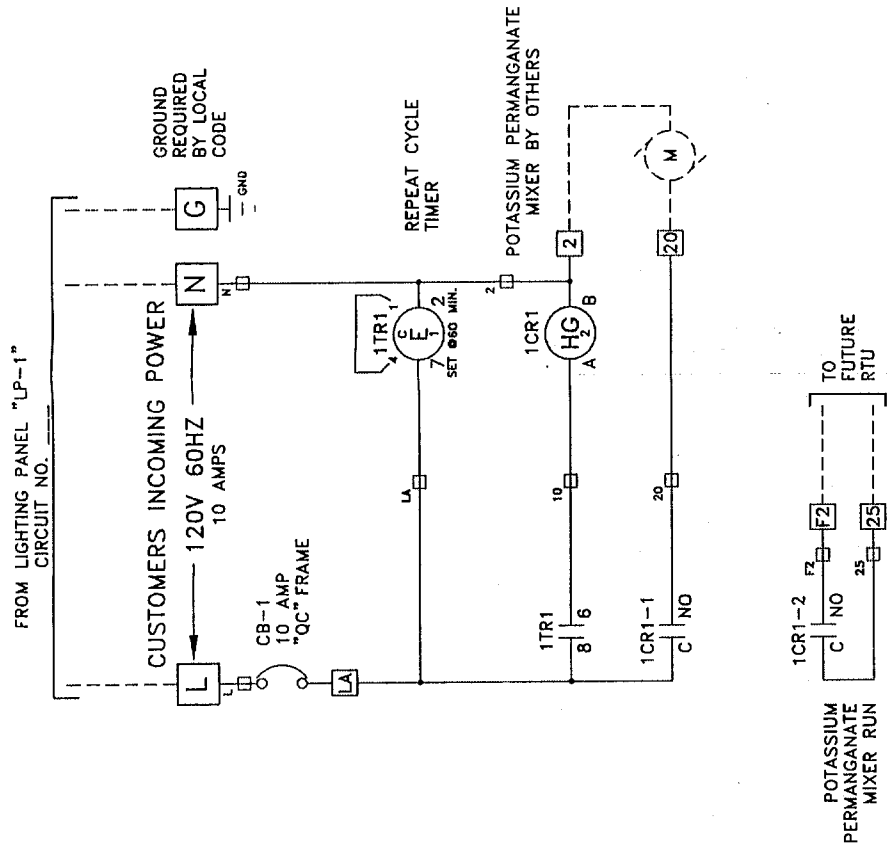 FROM LIGHTING PANEL "LP-1"
CIRCUIT NO.
CUSTOMERS INCOMING POWER
120V 60HZ
10 AMPS
L
N
G
GND
GROUND
REQUIRED
BY LOCAL
CODE
L
N
CB-1
10 AMP
"QC" FRAME
LA
LA
1TR1
4
1
C
E
1
7
2
SET @60 MIN.
REPEAT CYCLE
TIMER
2
POTASSIUM PERMANGANATE
MIXER BY OTHERS
1TR1
8
6
10
1CR1
HG
2
A
B
2
1CR1-1
C
NO
20
20
M
POTASSIUM
PERMANGANATE
MIXER RUN
1CR1-2
C
NO
F2
F2
25
25
TO
FUTURE
RTU